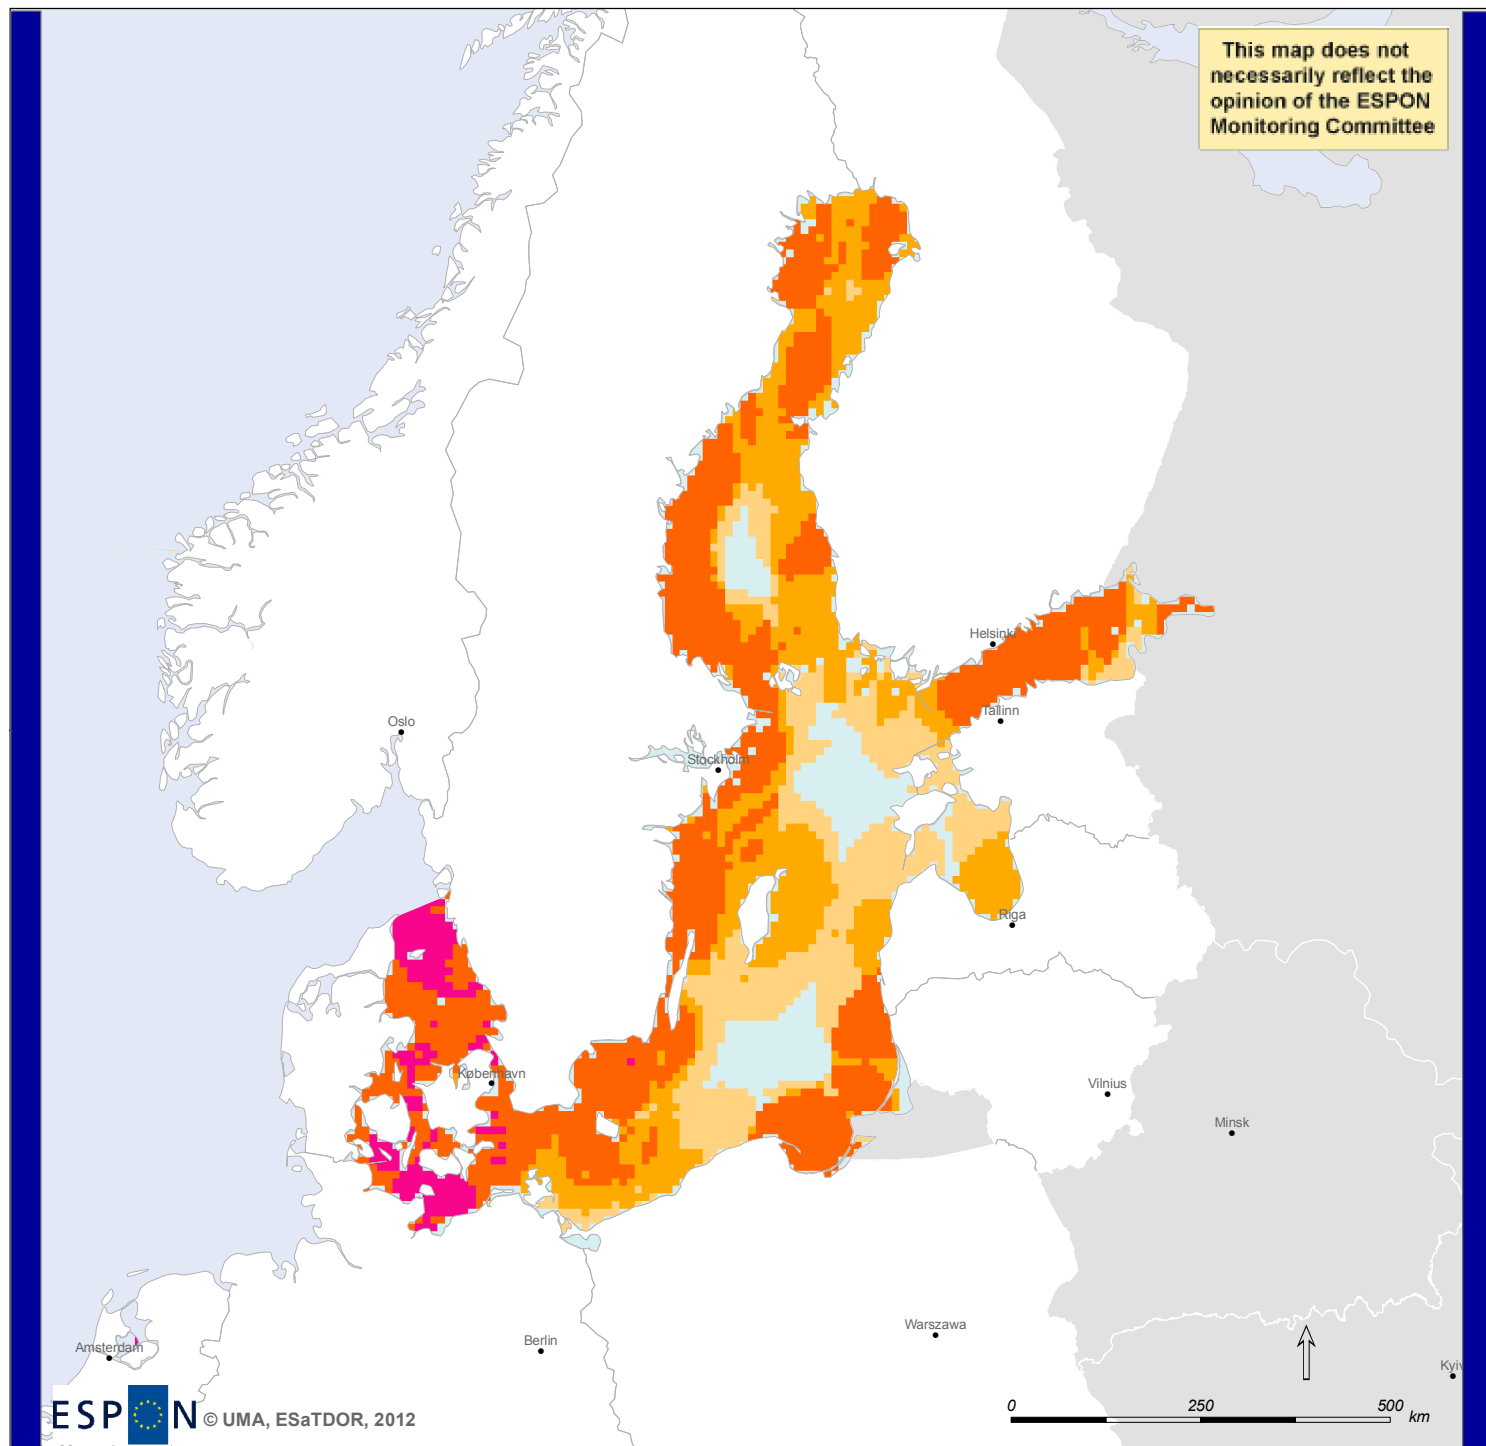 This map does not
necessarily reflect the
opinion of the ESPON
Monitoring Committee
Helsinki
Tallinn
Oslo
Stockholm
Riga
København
Vilnius
Minsk
Warszawa
Berlin
Amsterdam
Kyiv
ESPON © UMA, ESaTDOR, 2012
0 250 500 km